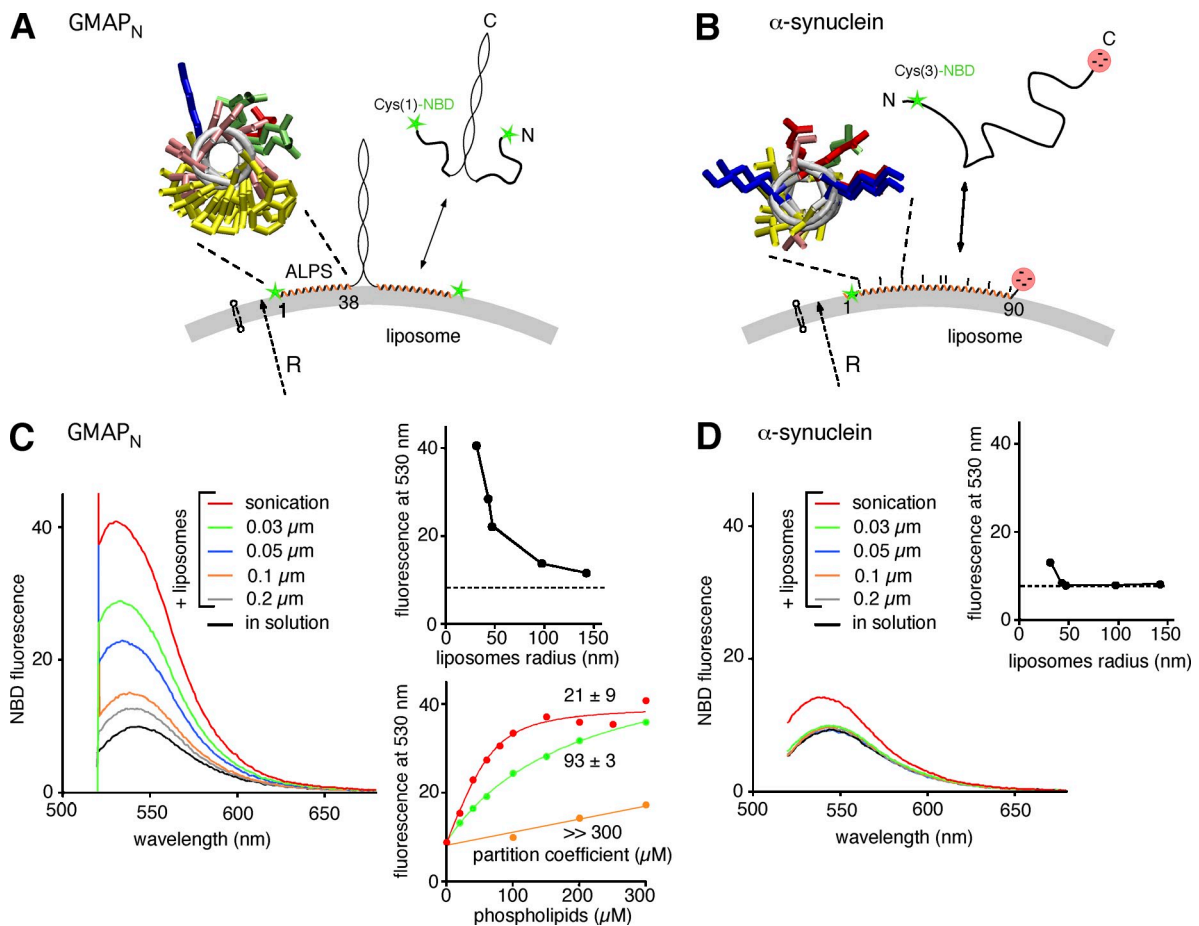 A GMAP_N
C
Cys(1)-NBD
N
ALPS
1
38
liposome
R
B α-synuclein
C
Cys(3)-NBD
N
1
90
liposome
R
C GMAP_N
NBD fluorescence
40
20
0
500 550 600 650
wavelength (nm)
+ liposomes
sonication
0.03 µm
0.05 µm
0.1 µm
0.2 µm
in solution
fluorescence at 530 nm
40
20
0
0 50 100 150
liposomes radius (nm)
fluorescence at 530 nm
40
20
0
21 ± 9
93 ± 3
>> 300
partition coefficient (µM)
0 100 200 300
phospholipids (µM)
D α-synuclein
NBD fluorescence
40
20
0
500 550 600 650
wavelength (nm)
+ liposomes
sonication
0.03 µm
0.05 µm
0.1 µm
0.2 µm
in solution
fluorescence at 530 nm
40
20
0
0 50 100 150
liposomes radius (nm)